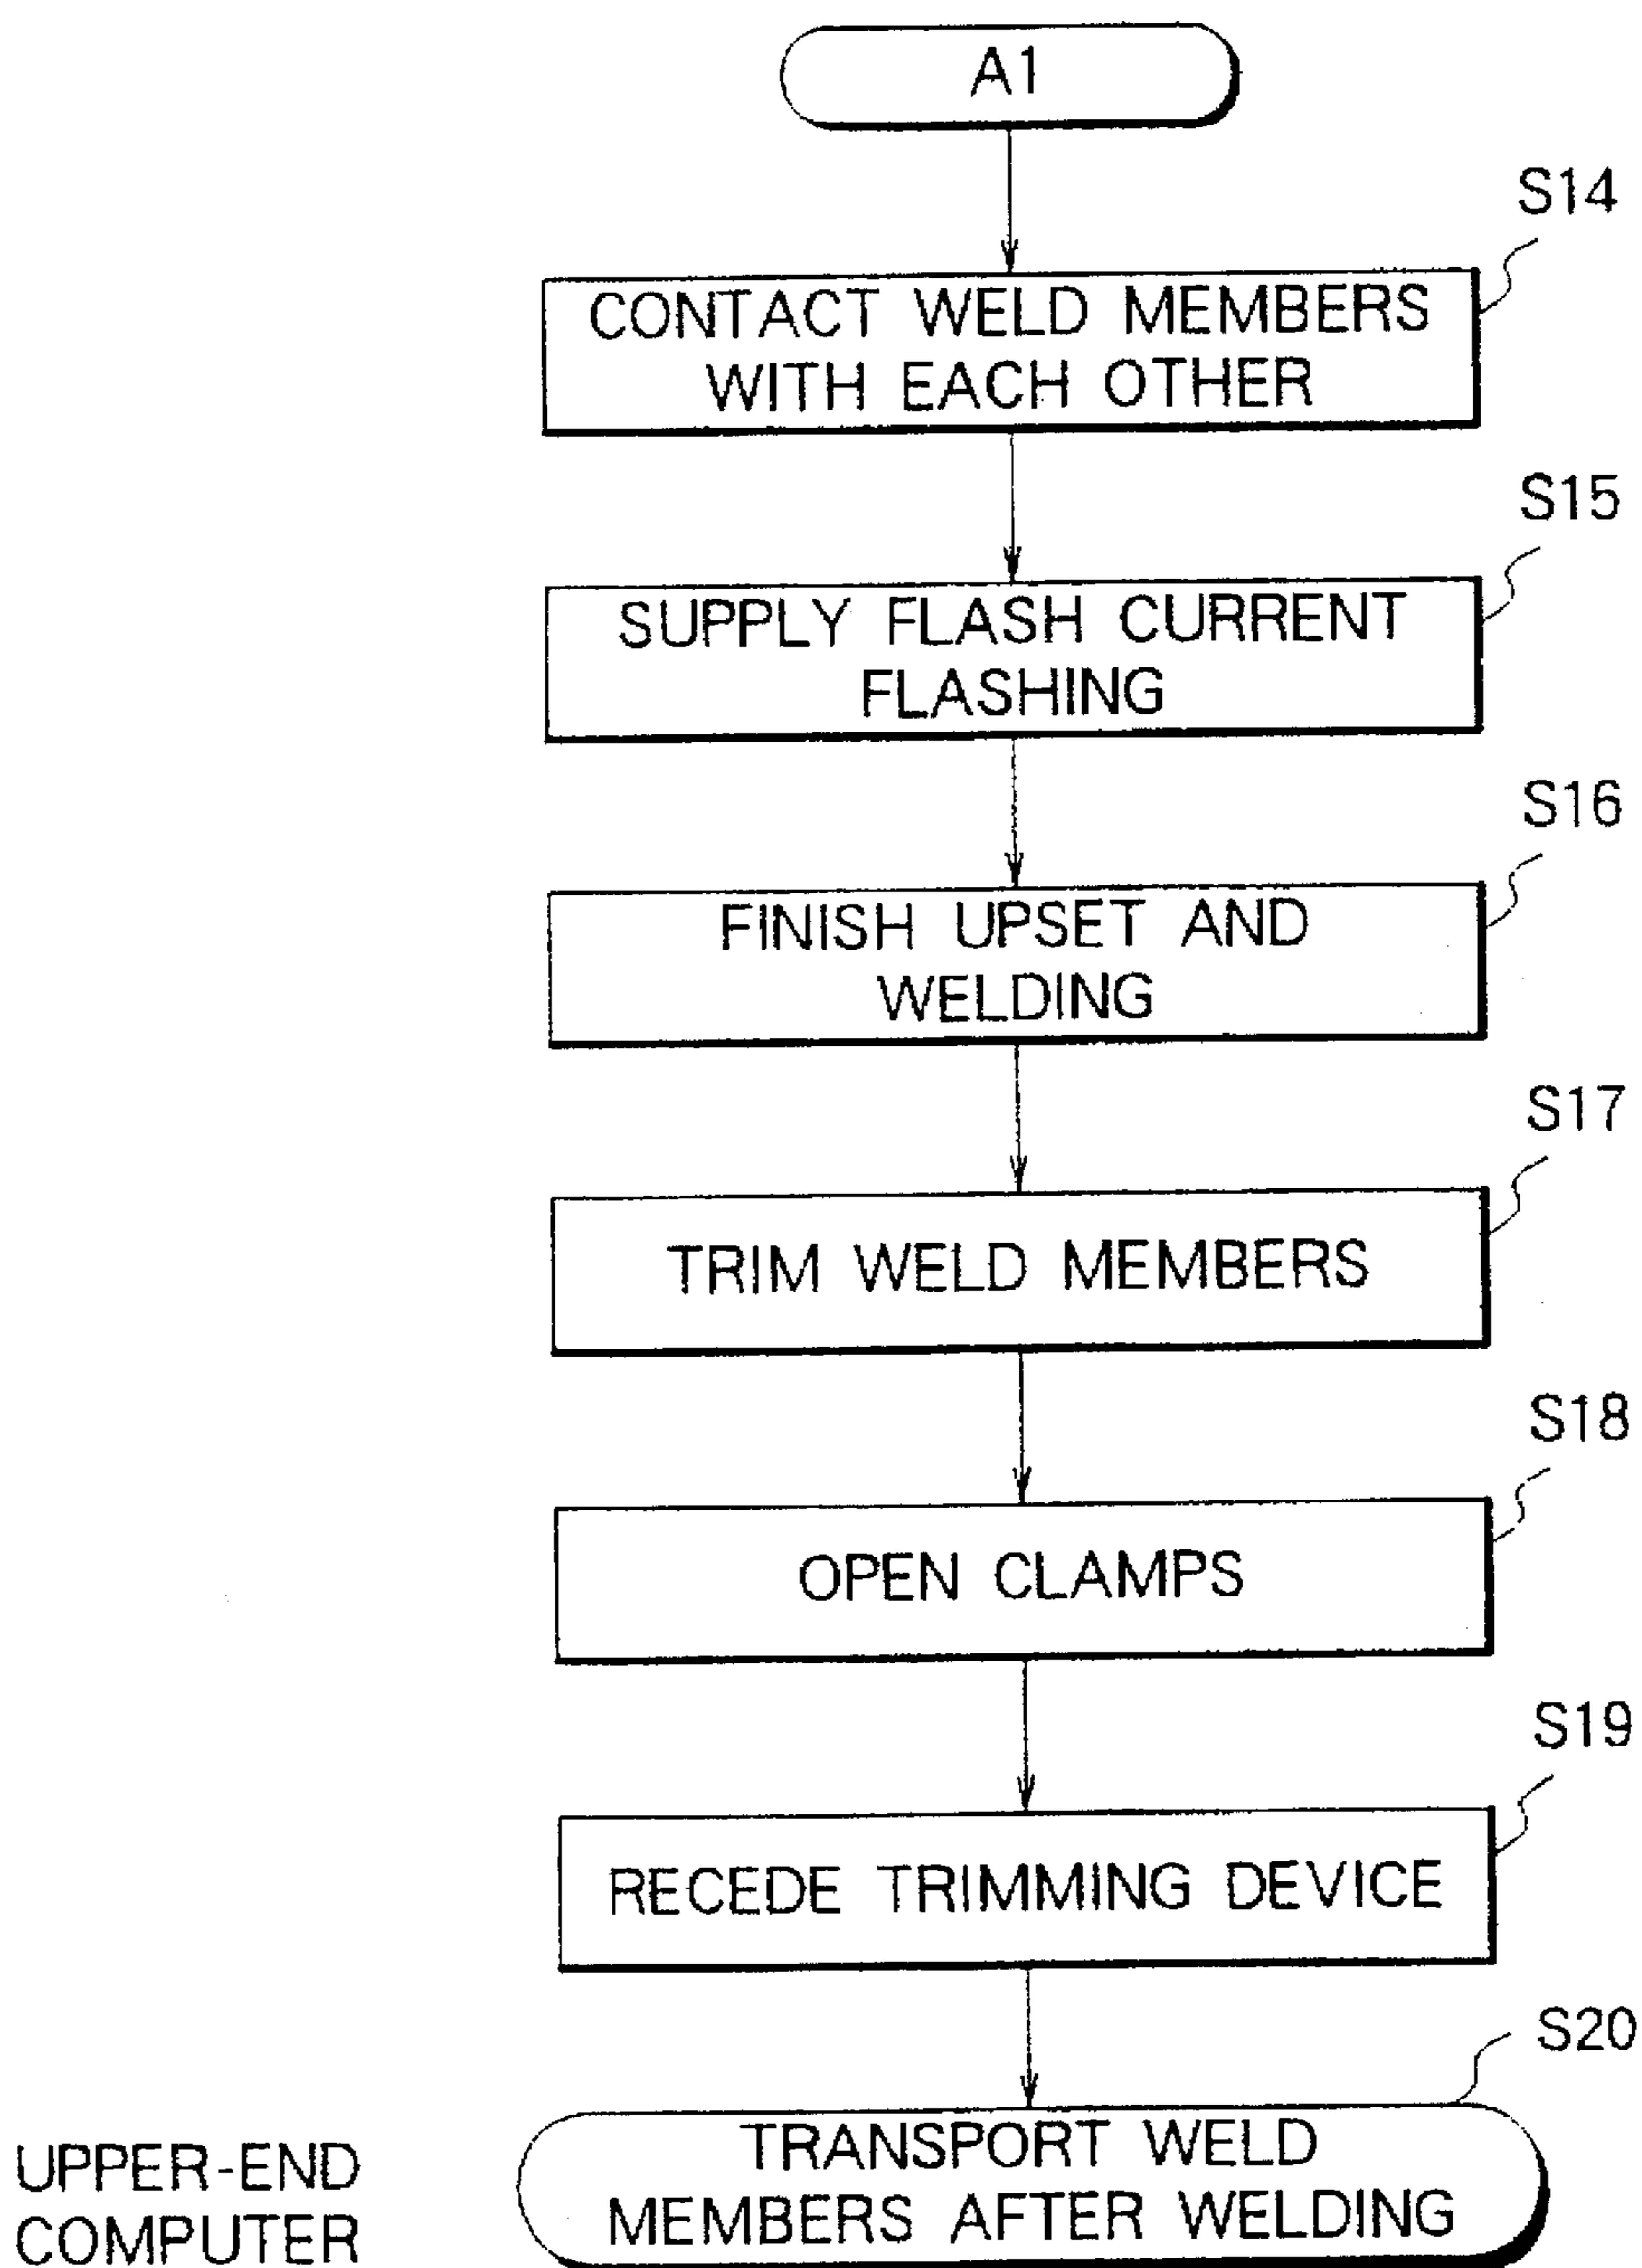 A1
S14
CONTACT WELD MEMBERS
WITH EACH OTHER
S15
SUPPLY FLASH CURRENT
FLASHING
S16
FINISH UPSET AND
WELDING
S17
TRIM WELD MEMBERS
S18
OPEN CLAMPS
S19
RECEDE TRIMMING DEVICE
S20
UPPER-END
COMPUTER
TRANSPORT WELD
MEMBERS AFTER WELDING